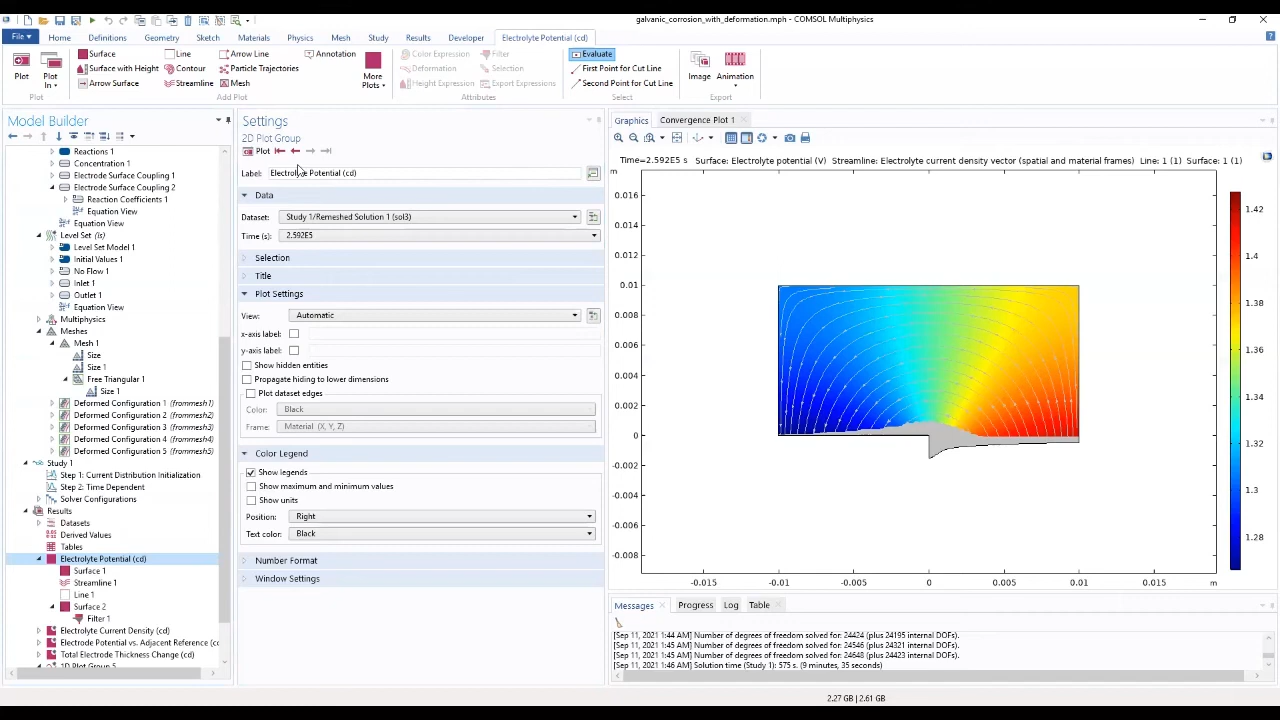 galvanic_corrosion_with_deformation.mph - COMSOL Multiphysics
File
Home
Definitions
Geometry
Sketch
Materials
Physics
Mesh
Study
Results
Developer
Electrolyte Potential (cd)
Surface
Line
Arrow Line
Annotation
Surface with Height
Contour
Particle Trajectories
Arrow Surface
Streamline
Mesh
Plot
Plot In
More Plots
Color Expression
Filter
Deformation
Selection
Height Expression
Export Expressions
Evaluate
First Point for Cut Line
Second Point for Cut Line
Image
Animation
Plot
Add Plot
Attributes
Select
Export
Model Builder
Reactions 1
Concentration 1
Electrode Surface Coupling 1
Electrode Surface Coupling 2
Reaction Coefficients 1
Equation View
Equation View
Level Set (ls)
Level Set Model 1
Initial Values 1
No Flow 1
Inlet 1
Outlet 1
Equation View
Multiphysics
Meshes
Mesh 1
Size
Size 1
Free Triangular 1
Size 1
Deformed Configuration 1 (frommesh1)
Deformed Configuration 2 (frommesh2)
Deformed Configuration 3 (frommesh3)
Deformed Configuration 4 (frommesh4)
Deformed Configuration 5 (frommesh5)
Study 1
Step 1: Current Distribution Initialization
Step 2: Time Dependent
Solver Configurations
Results
Datasets
Derived Values
Tables
Electrolyte Potential (cd)
Surface 1
Streamline 1
Line 1
Surface 2
Filter 1
Electrolyte Current Density (cd)
Electrode Potential vs. Adjacent Reference (cd
Total Electrode Thickness Change (cd)
1D Plot Group 5
Settings
2D Plot Group
Plot
Label: Electrolyte Potential (cd)
Data
Dataset: Study 1/Remeshed Solution 1 (sol3)
Time (s): 2.592E5
Selection
Title
Plot Settings
View: Automatic
x-axis label:
y-axis label:
Show hidden entities
Propagate hiding to lower dimensions
Plot dataset edges
Color: Black
Frame: Material (X, Y, Z)
Color Legend
Show legends
Show maximum and minimum values
Show units
Position: Right
Text color: Black
Number Format
Window Settings
Graphics
Convergence Plot 1
Time=2.592E5 s Surface: Electrolyte potential (V) Streamline: Electrolyte current density vector (spatial and material frames) Line: 1 (1) Surface: 1 (1)
m
0.016
0.014
0.012
0.01
0.008
0.006
0.004
0.002
0
-0.002
-0.004
-0.006
-0.008
-0.015
-0.01
-0.005
0
0.005
0.01
0.015
m
1.42
1.4
1.38
1.36
1.34
1.32
1.3
1.28
Messages
Progress
Log
Table
[Sep 11, 2021 1:44 AM] Number of degrees of freedom solved for: 24424 (plus 24195 internal DOFs).
[Sep 11, 2021 1:45 AM] Number of degrees of freedom solved for: 24546 (plus 24321 internal DOFs).
[Sep 11, 2021 1:45 AM] Number of degrees of freedom solved for: 24648 (plus 24423 internal DOFs).
[Sep 11, 2021 1:46 AM] Solution time (Study 1): 575 s. (9 minutes, 35 seconds)
2.27 GB | 2.61 GB